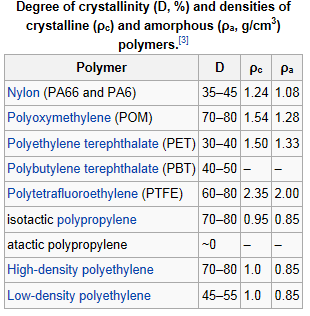 Degree of crystallinity (D, %) and densities of
crystalline (ρc) and amorphous (ρa, g/cm3)
polymers.[3]
Polymer D ρc ρa
Nylon (PA66 and PA6) 35–45 1.24 1.08
Polyoxymethylene (POM) 70–80 1.54 1.28
Polyethylene terephthalate (PET) 30–40 1.50 1.33
Polybutylene terephthalate (PBT) 40–50 – –
Polytetrafluoroethylene (PTFE) 60–80 2.35 2.00
isotactic polypropylene 70–80 0.95 0.85
atactic polypropylene ~0 – –
High-density polyethylene 70–80 1.0 0.85
Low-density polyethylene 45–55 1.0 0.85